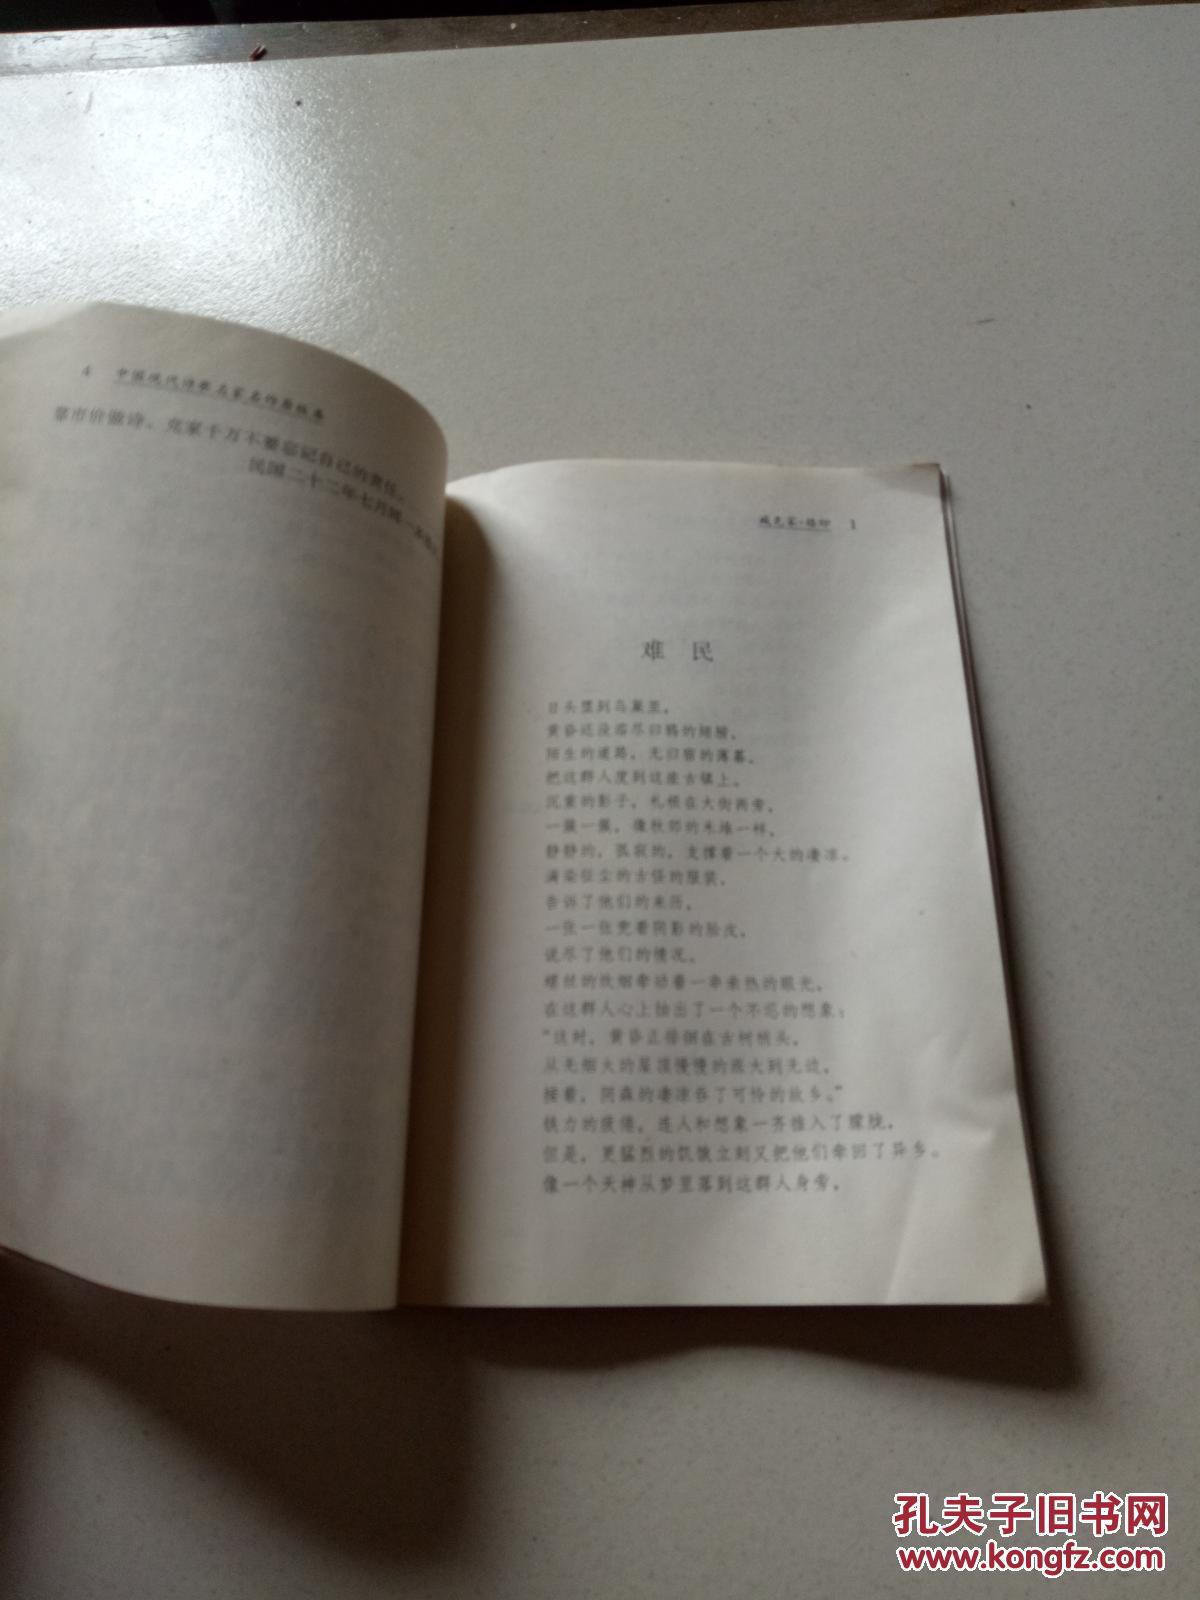 4 中国现代诗歌名家名作原版库
章市价做诗，克家千万不要忘记自己的责任。
民国二十二年七月闻一多
臧克家·烙印 1
难 民
日头坠到鸟巢里，
黄昏还没溶尽归鸦的翅膀，
陌生的道路，无归宿的薄暮，
把这群人度到这座古镇上。
沉重的影子，扎根在大街两旁，
一簇一簇，像秋郊的禾堆一样，
静静的，孤寂的，支撑着一个大的凄凉。
满染征尘的古怪的服装，
告诉了他们的来历，
一张一张兜着阴影的脸皮，
说尽了他们的情况。
螺丝的炊烟牵动着一串亲热的眼光，
在这群人心上抽出了一个不忍的想象：
“这时，黄昏正徘徊在古树梢头，
从无烟火的屋顶慢慢的涨大到无边，
接着，阴森的凄凉吞了可怜的故乡。”
铁力的疲倦，连人和想象一齐推入了朦胧，
但是，更猛烈的饥饿立刻又把他们牵回了异乡。
像一个天神从梦里落到这群人身旁，
孔夫子旧书网
www.kongfz.com